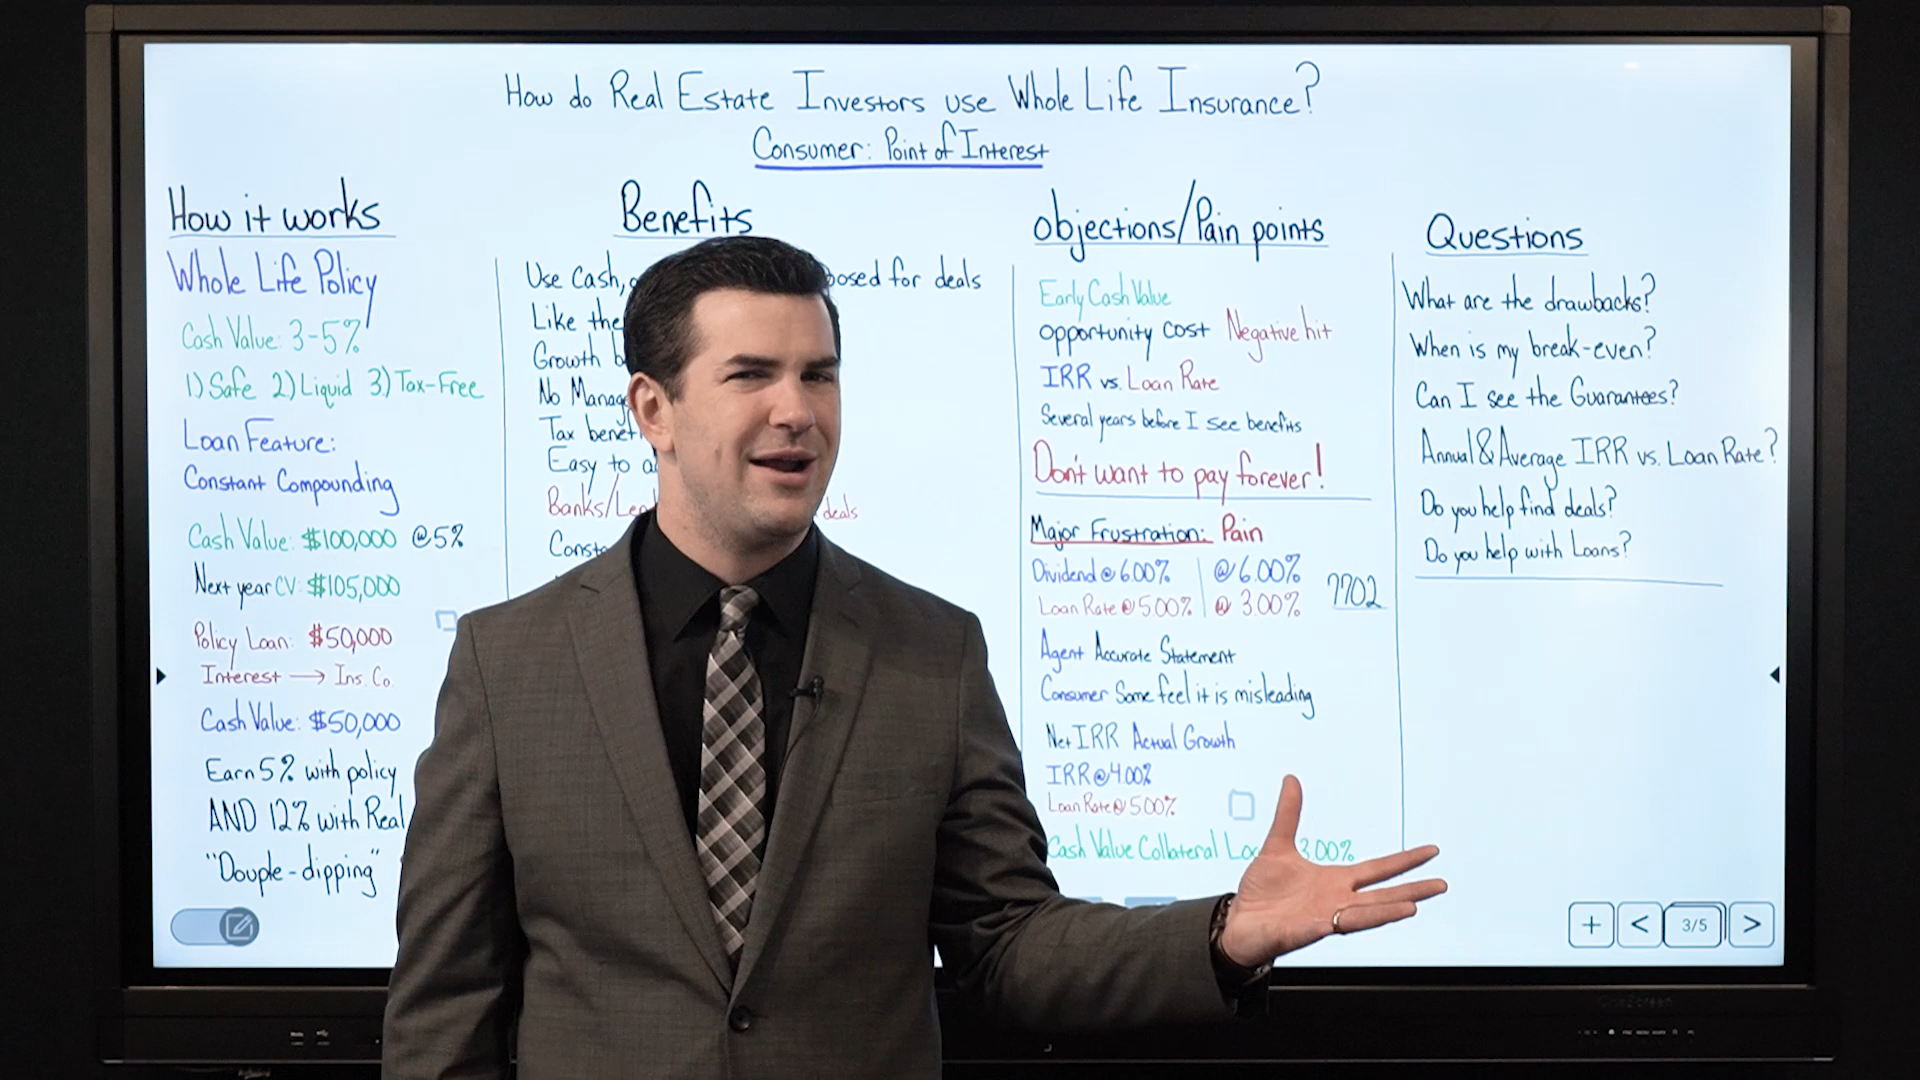 How do Real Estate Investors use Whole Life Insurance?
Consumer: Point of Interest
How it works
Whole Life Policy
Cash Value: 3-5%
1) Safe 2) Liquid 3) Tax-Free
Loan Feature:
Constant Compounding
Cash Value: $100,000 @5%
Next year CV: $105,000
Policy Loan: $50,000
Interest → Ins. Co.
Cash Value: $50,000
Earn 5% with policy
AND 12% with Real
"Douple-dipping"
Benefits
Use cash, posed for deals
Like the
Growth b
No Manag
Tax benefi
Easy to a
Banks/Len deals
Consta
Objections/Pain points
Early Cash Value
Opportunity Cost Negative hit
IRR vs. Loan Rate
Several years before I see benefits
Don't want to pay forever!
Major Frustration: Pain
Dividend @ 6.00% | @ 6.00%
Loan Rate @ 5.00% | @ 3.00%
7702
Agent Accurate Statement
Consumer Some feel it is misleading
Net IRR Actual Growth
IRR @ 4.00%
Loan Rate @ 5.00%
Cash Value Collateral Lo 3.00%
Questions
What are the drawbacks?
When is my break-even?
Can I see the Guarantees?
Annual & Average IRR vs. Loan Rate?
Do you help find deals?
Do you help with Loans?
+ < 3/5 >